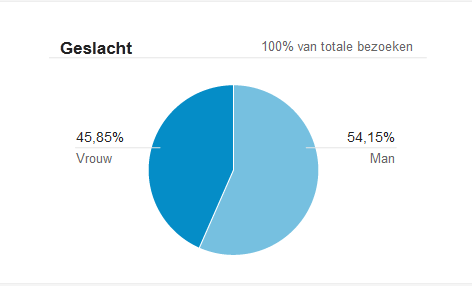 Geslacht
100% van totale bezoeken
45,85%
Vrouw
54,15%
Man